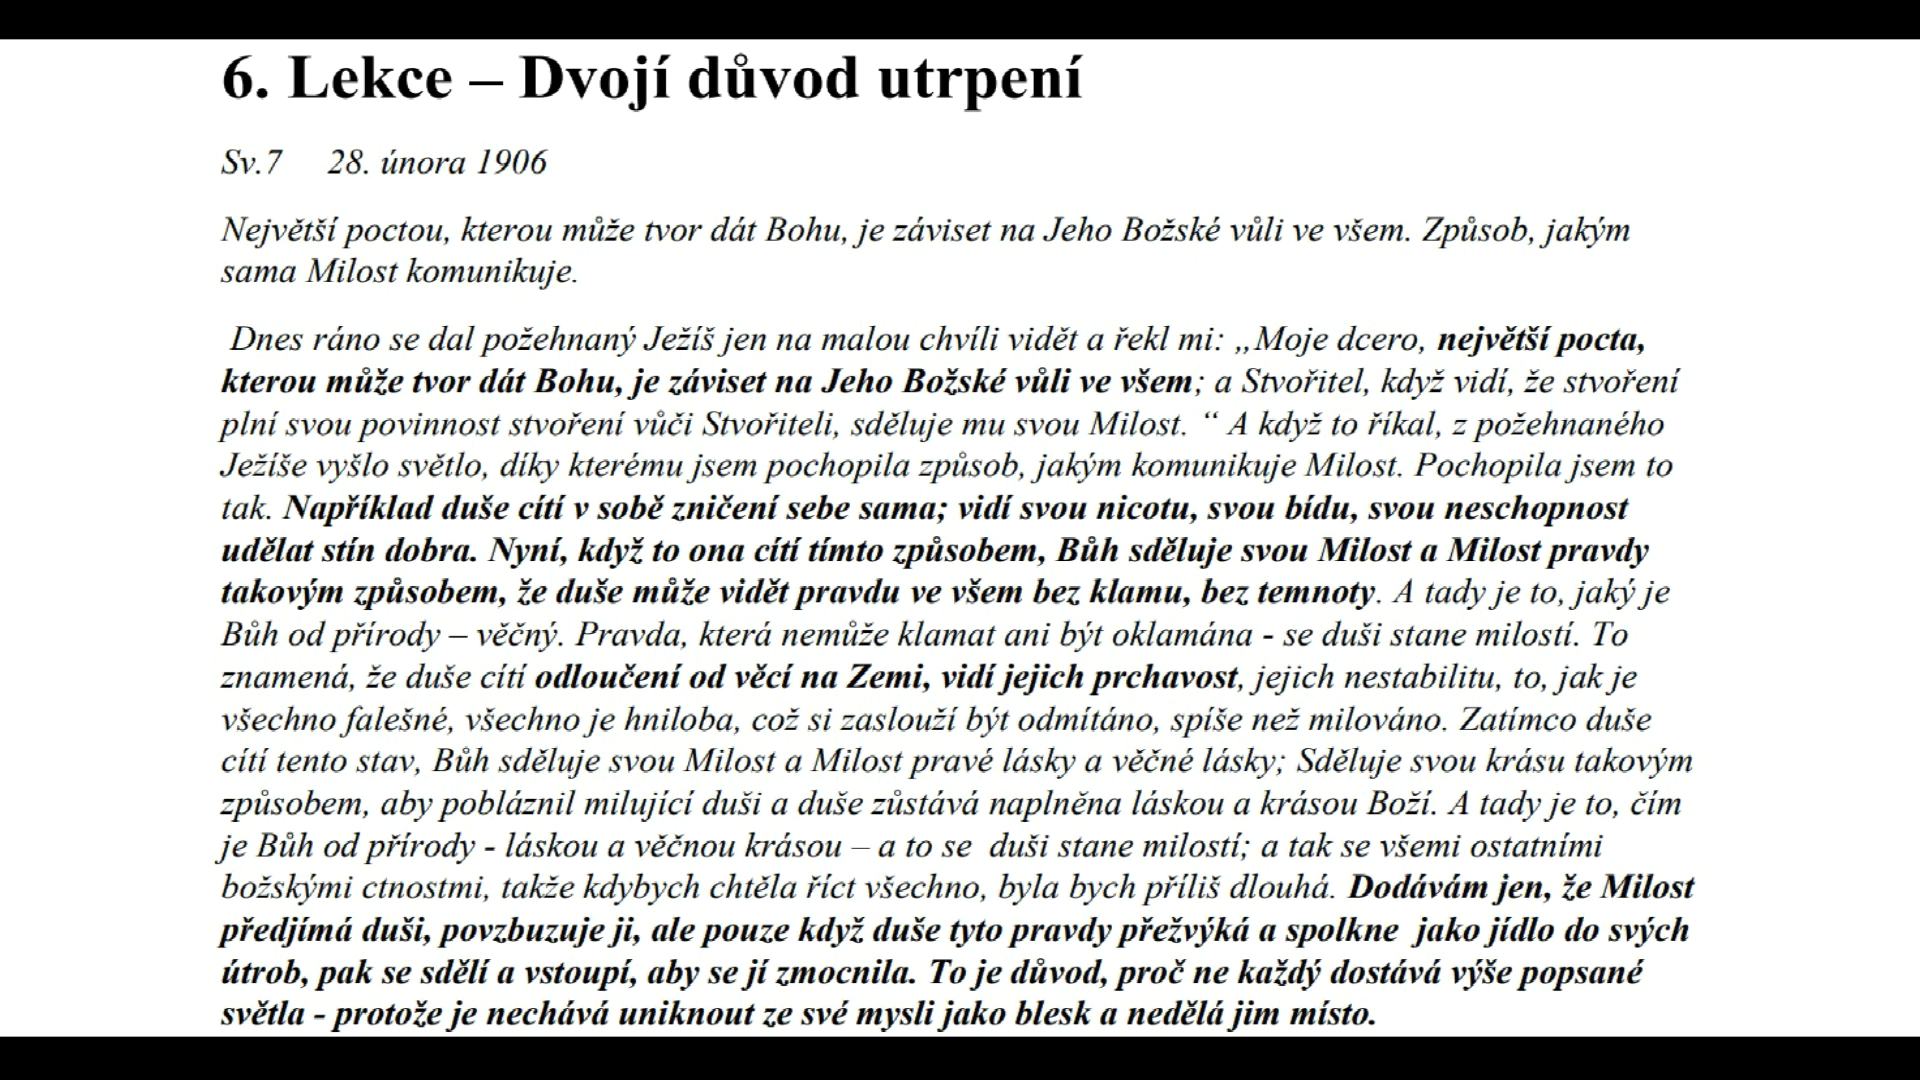 6. Lekce – Dvojí důvod utrpení
Sv.7 28. února 1906
Největší poctou, kterou může tvor dát Bohu, je záviset na Jeho Božské vůli ve všem. Způsob, jakým
sama Milost komunikuje.
Dnes ráno se dal požehnaný Ježíš jen na malou chvíli vidět a řekl mi: „Moje dcero, největší pocta,
kterou může tvor dát Bohu, je záviset na Jeho Božské vůli ve všem; a Stvořitel, když vidí, že stvoření
plní svou povinnost stvoření vůči Stvořiteli, sděluje mu svou Milost. “ A když to říkal, z požehnaného
Ježíše vyšlo světlo, díky kterému jsem pochopila způsob, jakým komunikuje Milost. Pochopila jsem to
tak. Například duše cítí v sobě zničení sebe sama; vidí svou nicotu, svou bídu, svou neschopnost
udělat stín dobra. Nyní, když to ona cítí tímto způsobem, Bůh sděluje svou Milost a Milost pravdy
takovým způsobem, že duše může vidět pravdu ve všem bez klamu, bez temnoty. A tady je to, jaký je
Bůh od přírody – věčný. Pravda, která nemůže klamat ani být oklamána - se duši stane milostí. To
znamená, že duše cítí odloučení od věcí na Zemi, vidí jejich prchavost, jejich nestabilitu, to, jak je
všechno falešné, všechno je hniloba, což si zaslouží být odmítáno, spíše než milováno. Zatímco duše
cítí tento stav, Bůh sděluje svou Milost a Milost pravé lásky a věčné lásky; Sděluje svou krásu takovým
způsobem, aby pobláznil milující duši a duše zůstává naplněna láskou a krásou Boží. A tady je to, čím
je Bůh od přírody - láskou a věčnou krásou – a to se duši stane milostí; a tak se všemi ostatními
božskými ctnostmi, takže kdybych chtěla říct všechno, byla bych příliš dlouhá. Dodávám jen, že Milost
předjímá duši, povzbuzuje ji, ale pouze když duše tyto pravdy přežvýká a spolkne jako jídlo do svých
útrob, pak se sdělí a vstoupí, aby se jí zmocnila. To je důvod, proč ne každý dostává výše popsané
světla - protože je nechává uniknout ze své mysli jako blesk a nedělá jim místo.